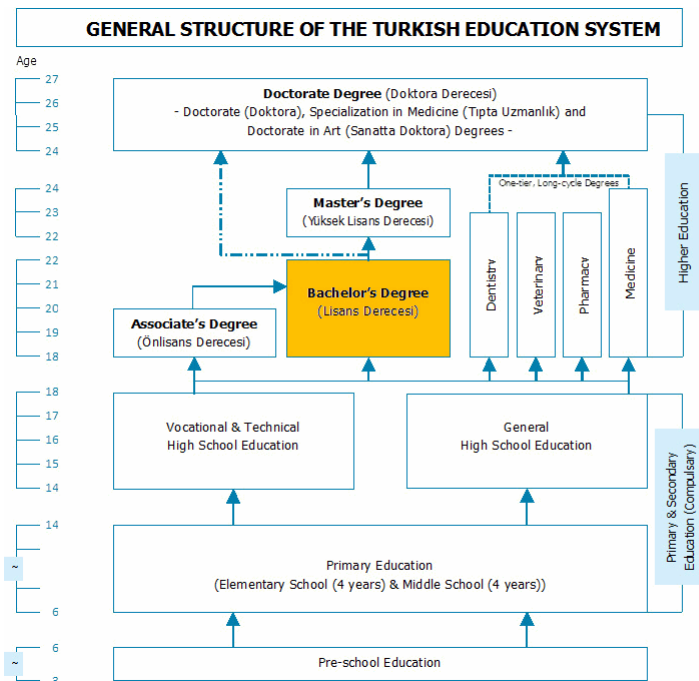 GENERAL STRUCTURE OF THE TURKISH EDUCATION SYSTEM
Age
27
26
25
24
Doctorate Degree (Doktora Derecesi)
- Doctorate (Doktora), Specialization in Medicine (Tıpta Uzmanlık) and
Doctorate in Art (Sanatta Doktora) Degrees -
24
23
22
Master's Degree
(Yüksek Lisans Derecesi)
One-tier, Long-cycle Degrees
22
21
20
19
18
Bachelor's Degree
(Lisans Derecesi)
Associate's Degree
(Önlisans Derecesi)
Dentistry
Veterinary
Pharmacy
Medicine
Higher Education
18
17
16
15
14
Vocational & Technical
High School Education
General
High School Education
Primary & Secondary
Education (Compulsary)
14
~
6
Primary Education
(Elementary School (4 years) & Middle School (4 years))
6
~
Pre-school Education